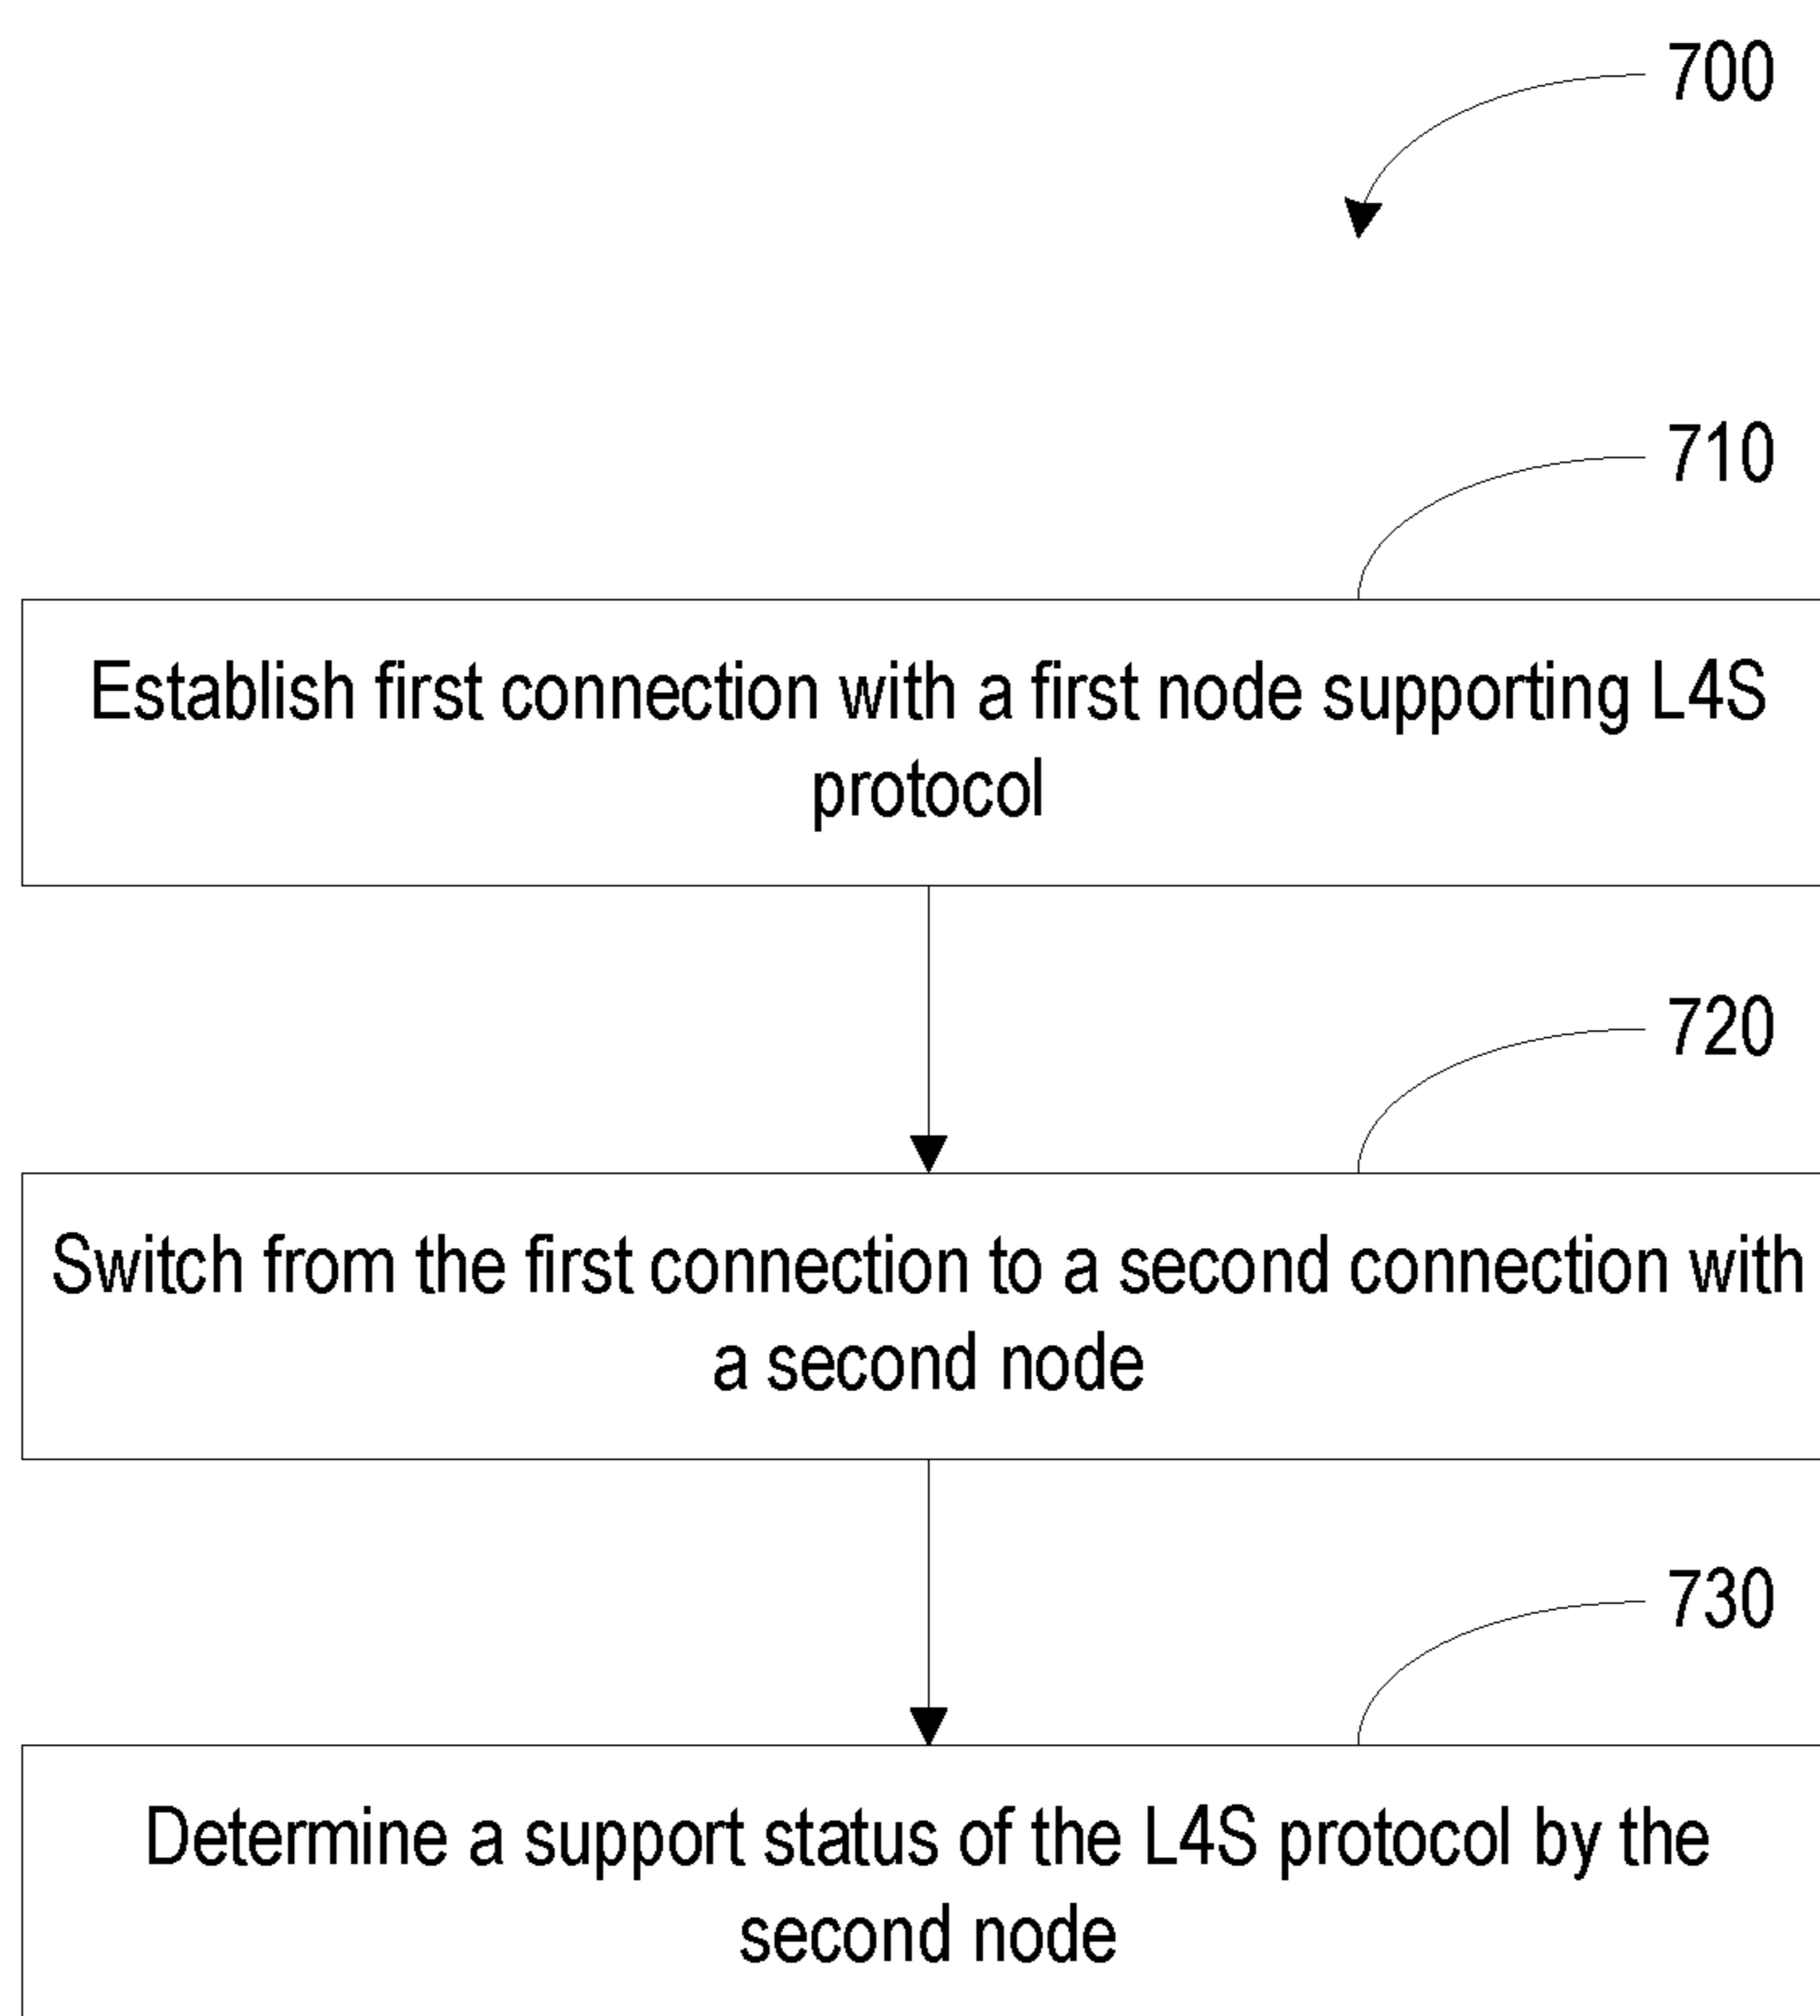 700
710
Establish first connection with a first node supporting L4S
protocol
720
Switch from the first connection to a second connection with
a second node
730
Determine a support status of the L4S protocol by the
second node